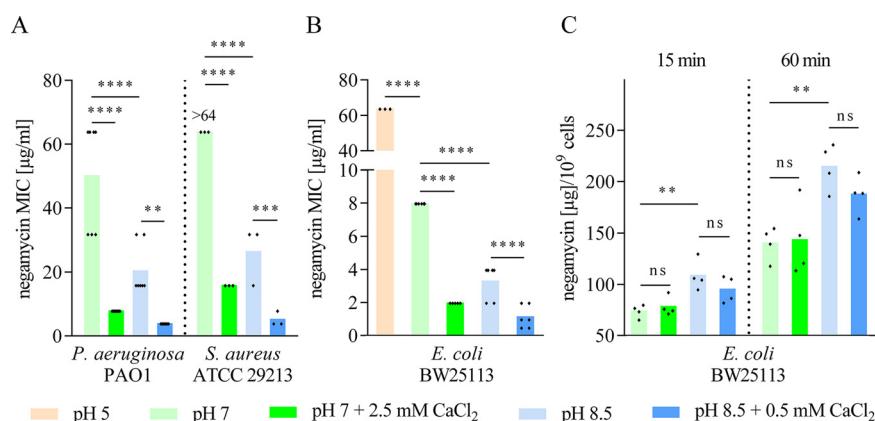 A
B
C
negamycin MIC [µg/ml]
80
60
40
20
0
****
****
**
>64
****
****
***
P. aeruginosa
PAO1
S. aureus
ATCC 29213
negamycin MIC [µg/ml]
80
60
40
8
6
4
2
0
****
****
****
****
E. coli
BW25113
negamycin [µg]/10⁹ cells
250
200
150
100
50
15 min
60 min
**
ns
ns
**
ns
ns
E. coli
BW25113
pH 5
pH 7
pH 7 + 2.5 mM CaCl₂
pH 8.5
pH 8.5 + 0.5 mM CaCl₂